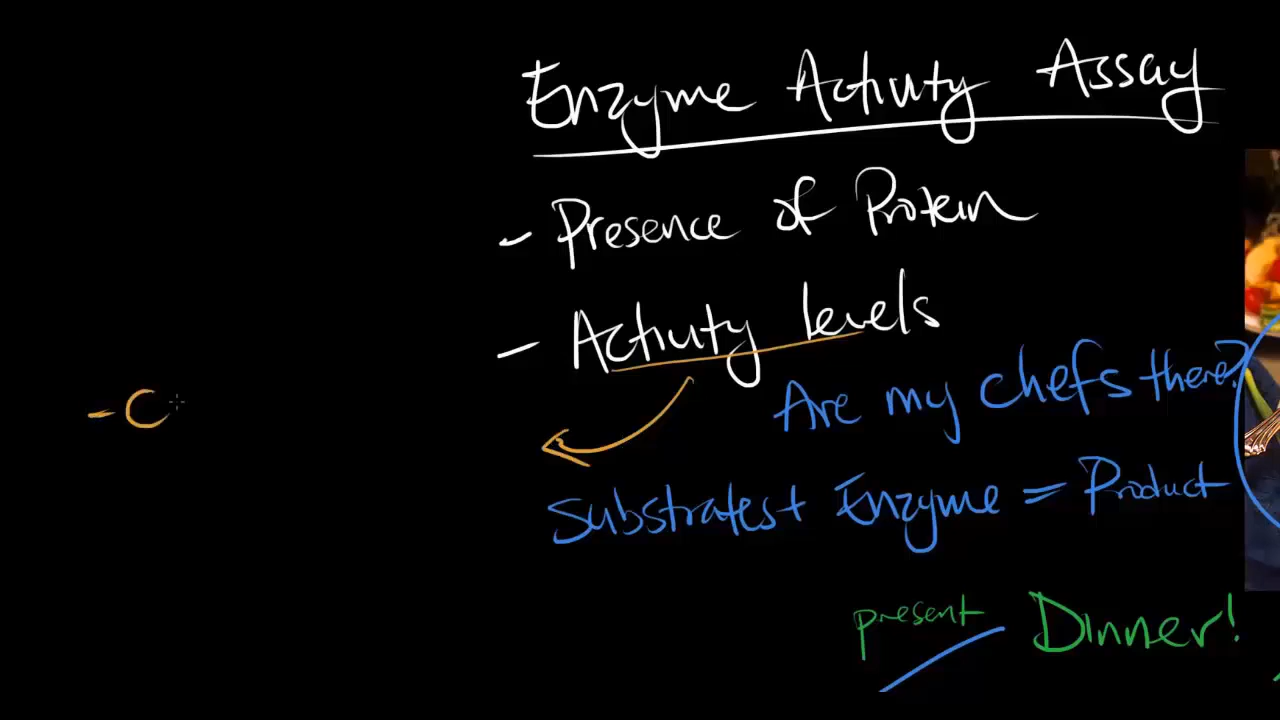 Enzyme Activity Assay
- Presence of Protein
- Activity levels
Are my chefs there?
- C
Substrates + Enzyme = Product
present Dinner!